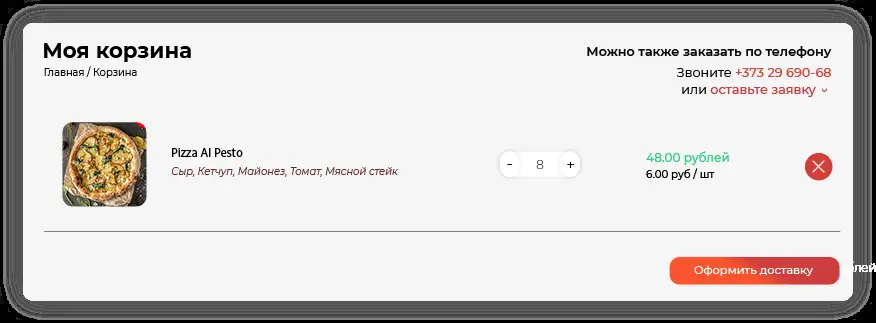 Моя корзина
Главная / Корзина
Можно также заказать по телефону
Звоните +373 29 690-68
или оставьте заявку
Pizza Al Pesto
Сыр, Кетчуп, Майонез, Томат, Мясной стейк
- 8 +
48.00 рублей
6.00 руб / шт
Оформить доставку